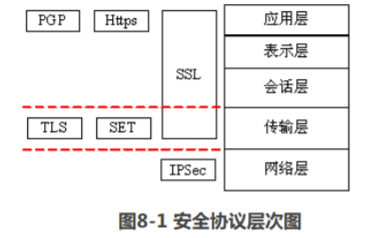 PGP Https 应用层
表示层
SSL
会话层
TLS SET 传输层
IPSec 网络层
图8-1 安全协议层次图